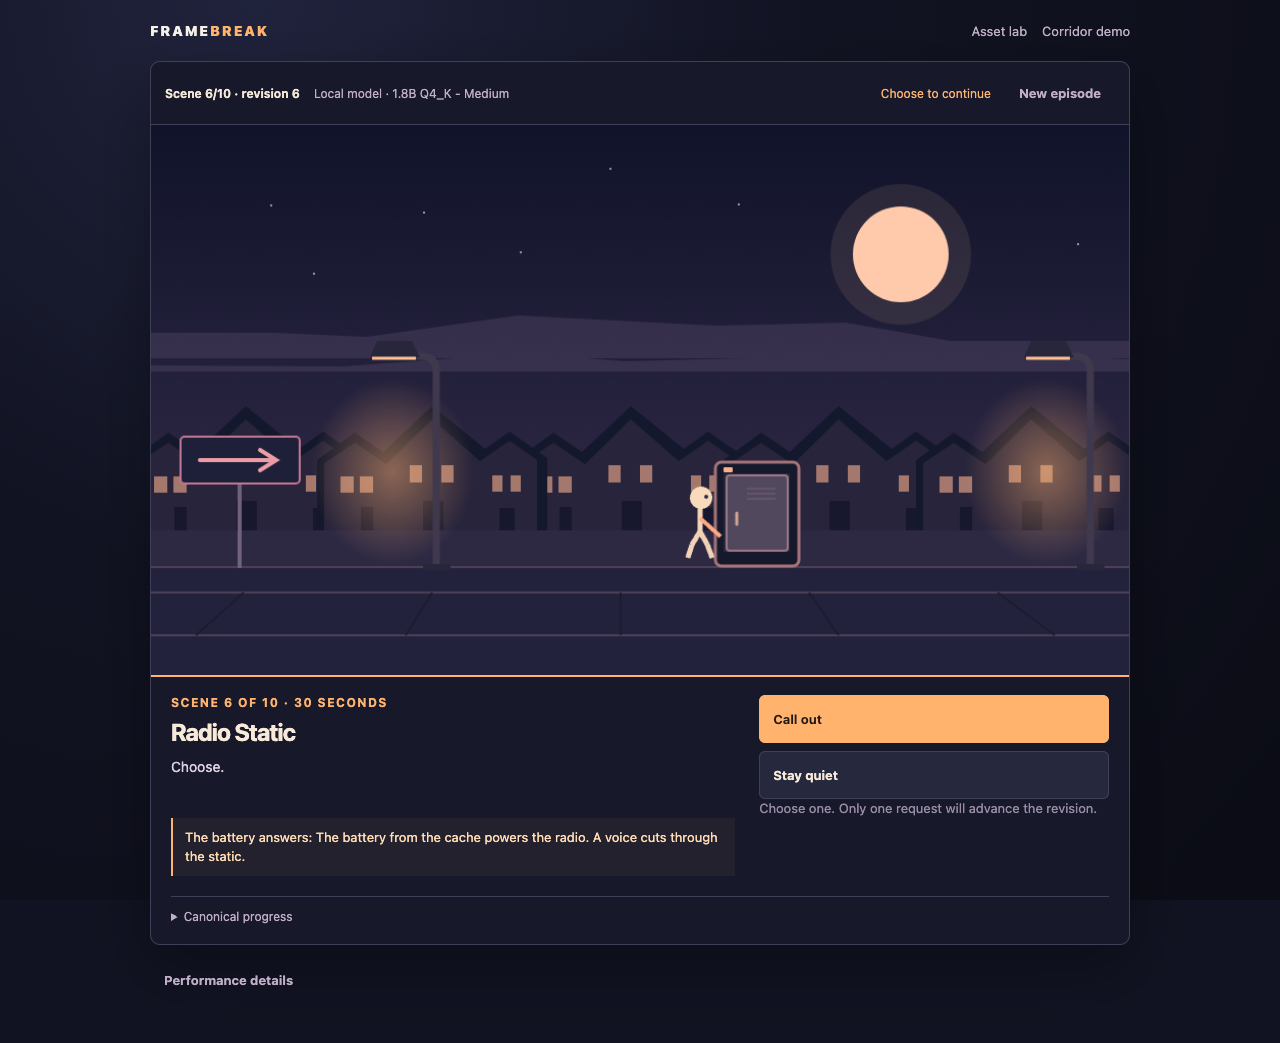 FRAMEBREAK
Asset lab Corridor demo
Scene 6/10 · revision 6 Local model · 1.8B Q4_K - Medium Choose to continue New episode
SCENE 6 OF 10 · 30 SECONDS
Radio Static
Choose.
The battery answers: The battery from the cache powers the radio. A voice cuts through
the static.
Call out
Stay quiet
Choose one. Only one request will advance the revision.
Canonical progress
Performance details